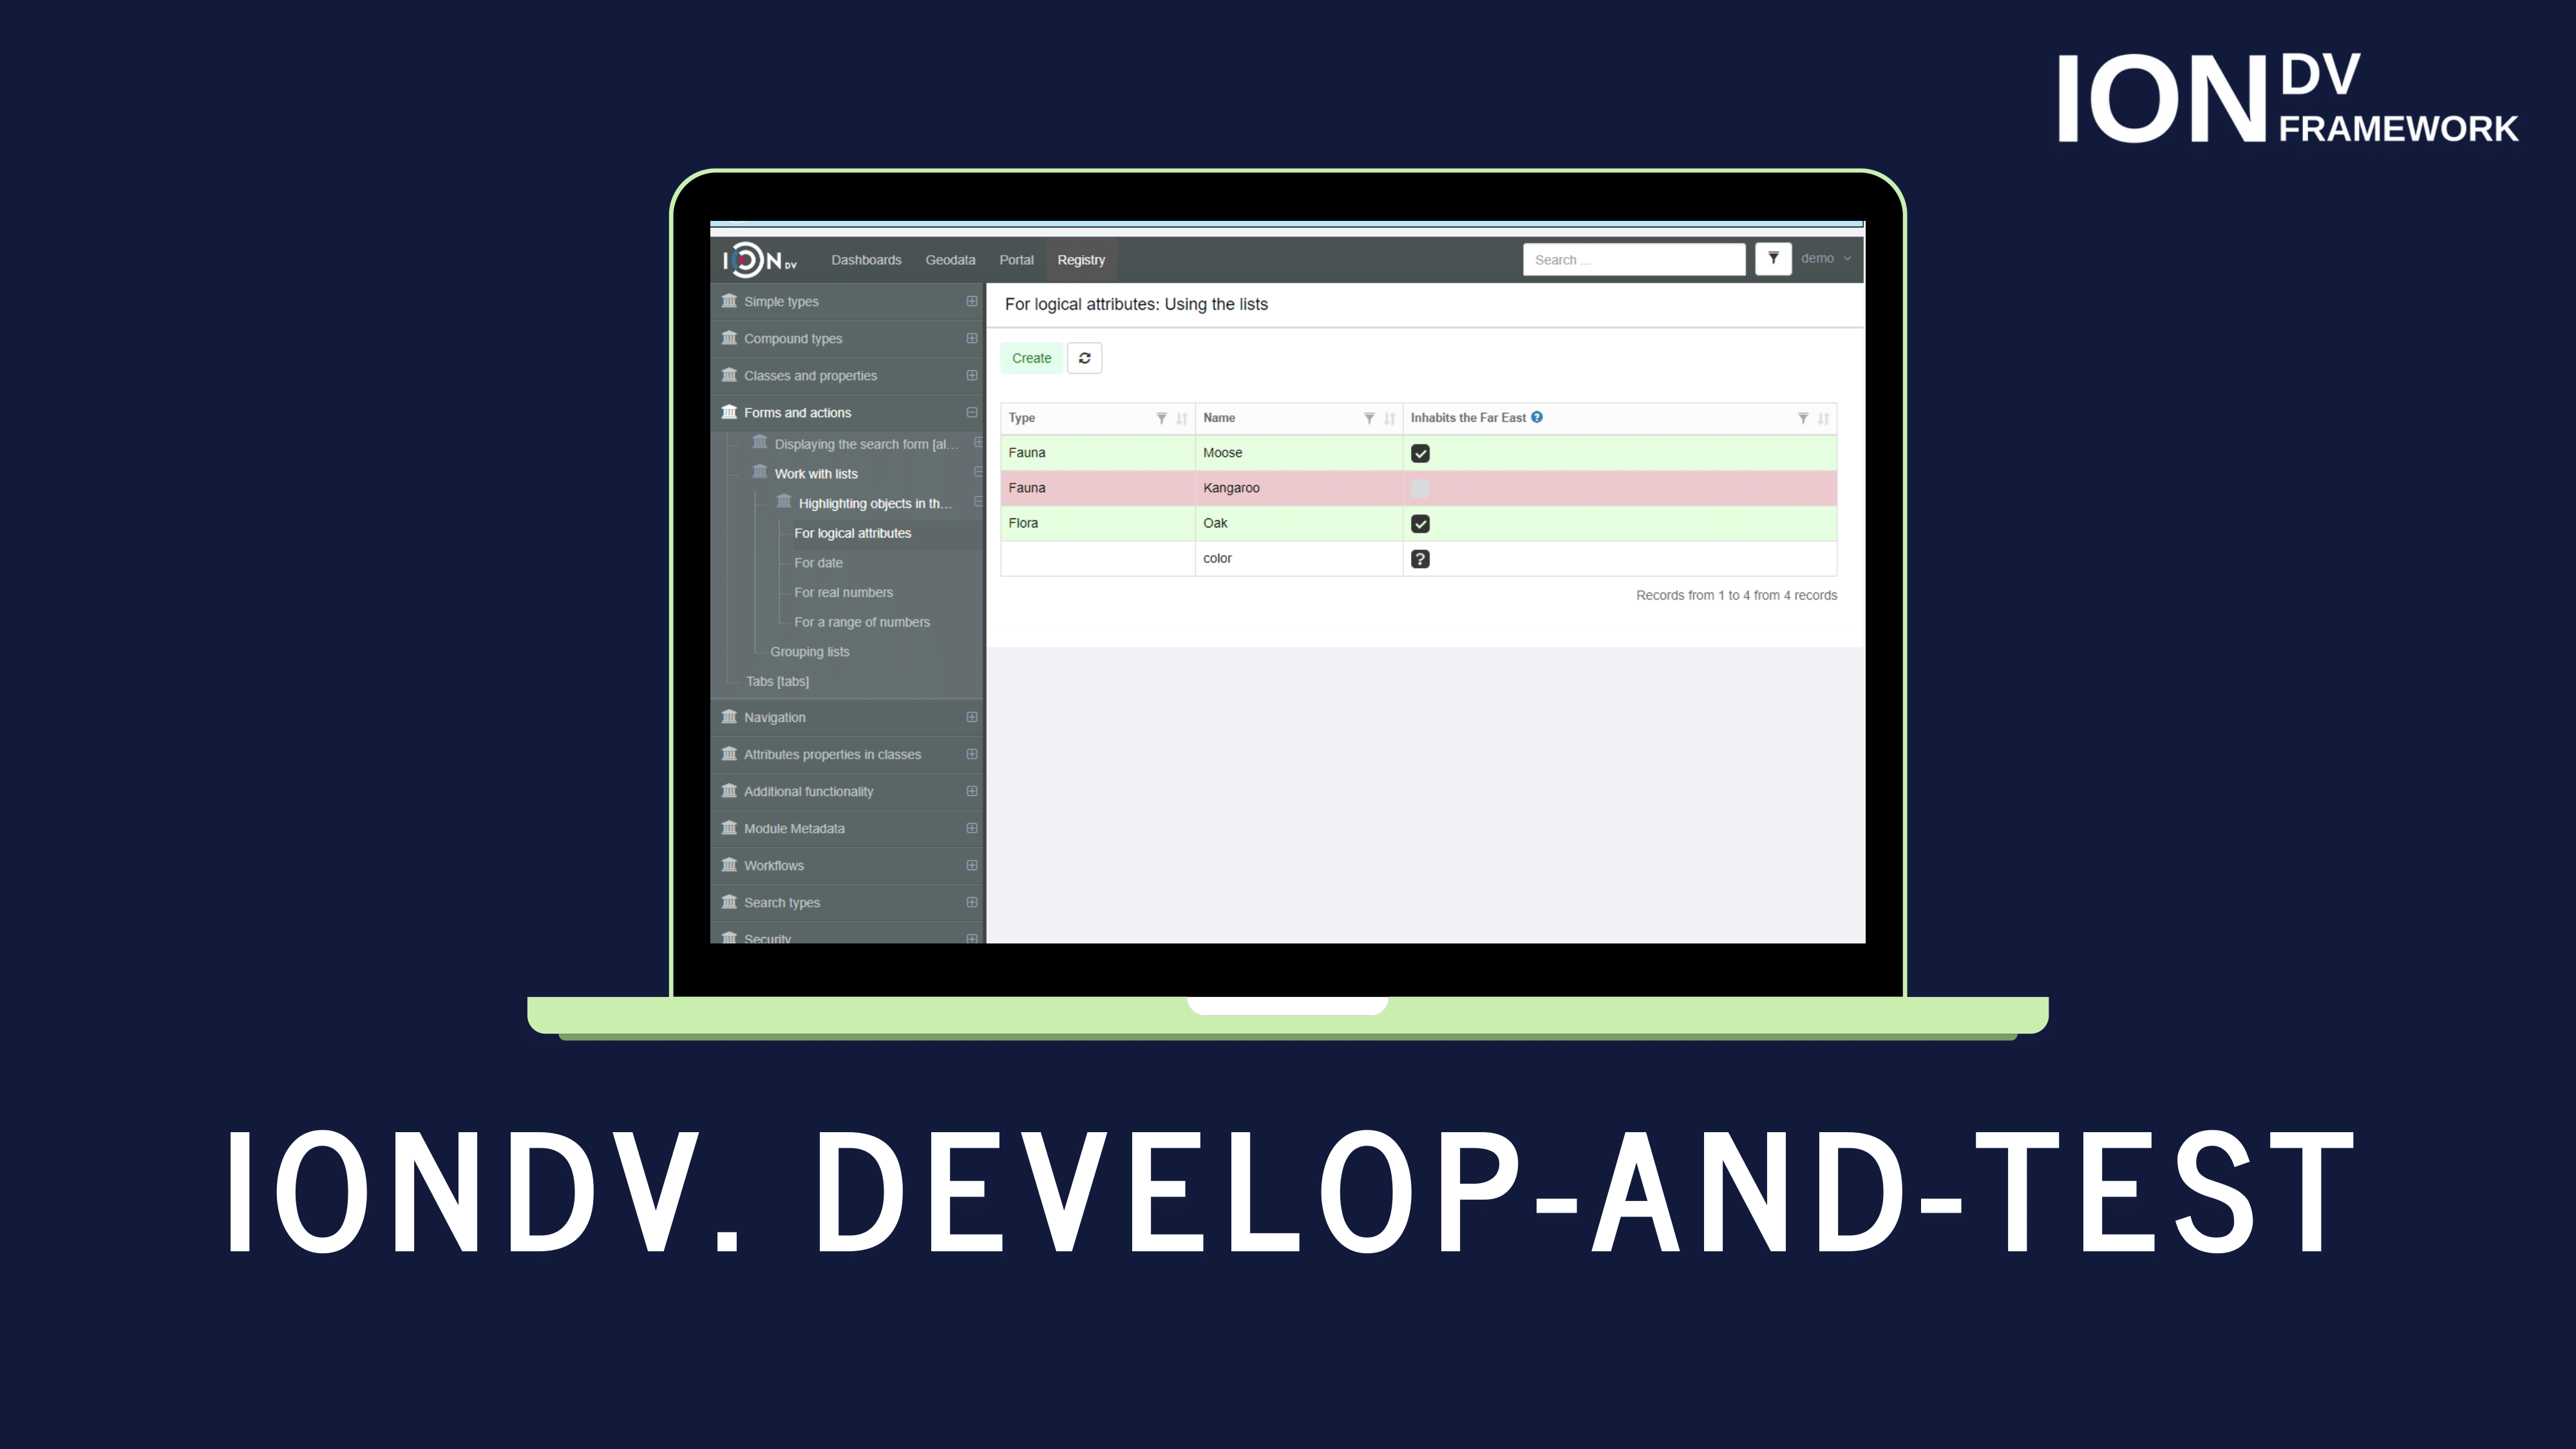 ION DV
FRAMEWORK
ION DV Dashboards Geodata Portal Registry Search ... demo
Simple types
Compound types
Classes and properties
Forms and actions
Displaying the search form [al...
Work with lists
Highlighting objects in th...
For logical attributes
For date
For real numbers
For a range of numbers
Grouping lists
Tabs [tabs]
Navigation
Attributes properties in classes
Additional functionality
Module Metadata
Workflows
Search types
Security
For logical attributes: Using the lists
Create
Type Name Inhabits the Far East ?
Fauna Moose
Fauna Kangaroo
Flora Oak
color ?
Records from 1 to 4 from 4 records
IONDV. DEVELOP-AND-TEST